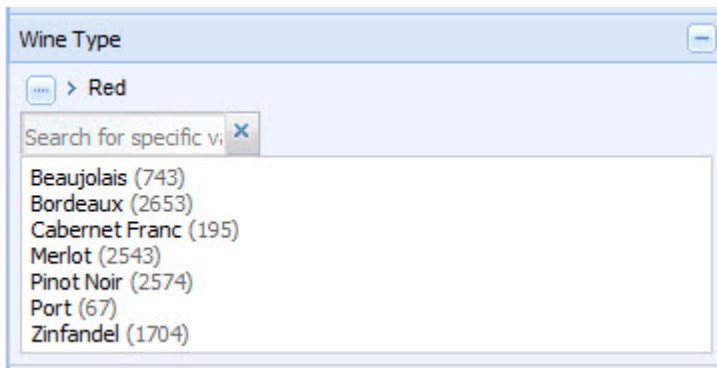 Wine Type
.... > Red
Search for specific
Beaujolais (743)
Bordeaux (2653)
Cabernet Franc (195)
Merlot (2543)
Pinot Noir (2574)
Port (67)
Zinfandel (1704)